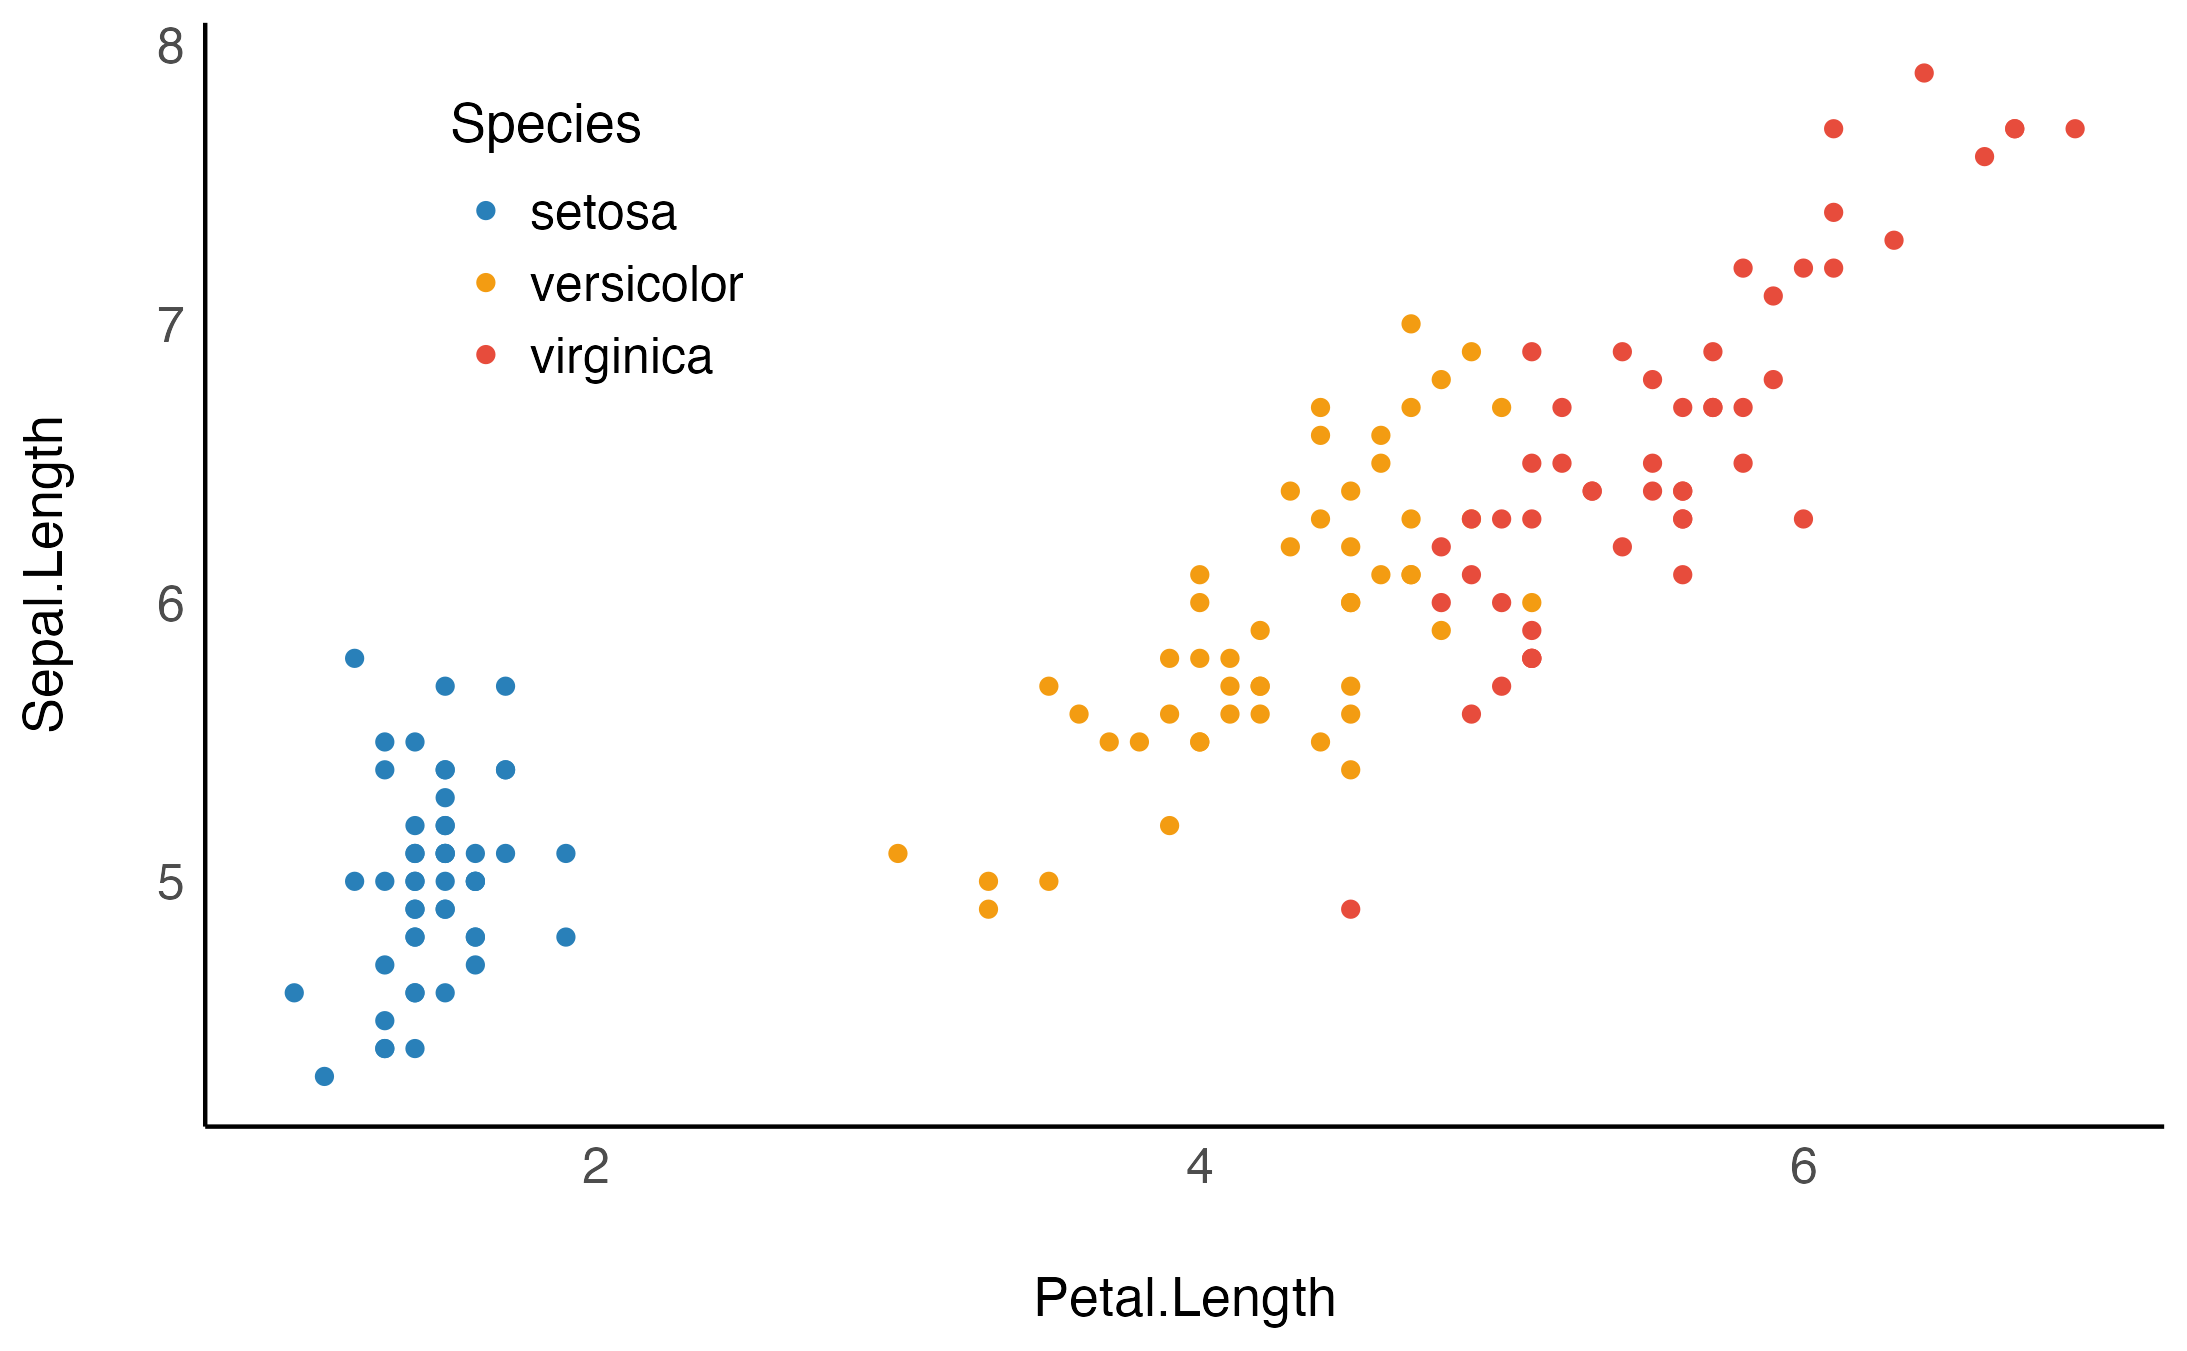 8
7
6
5
Sepal.Length
Species
setosa
versicolor
virginica
2 4 6
Petal.Length